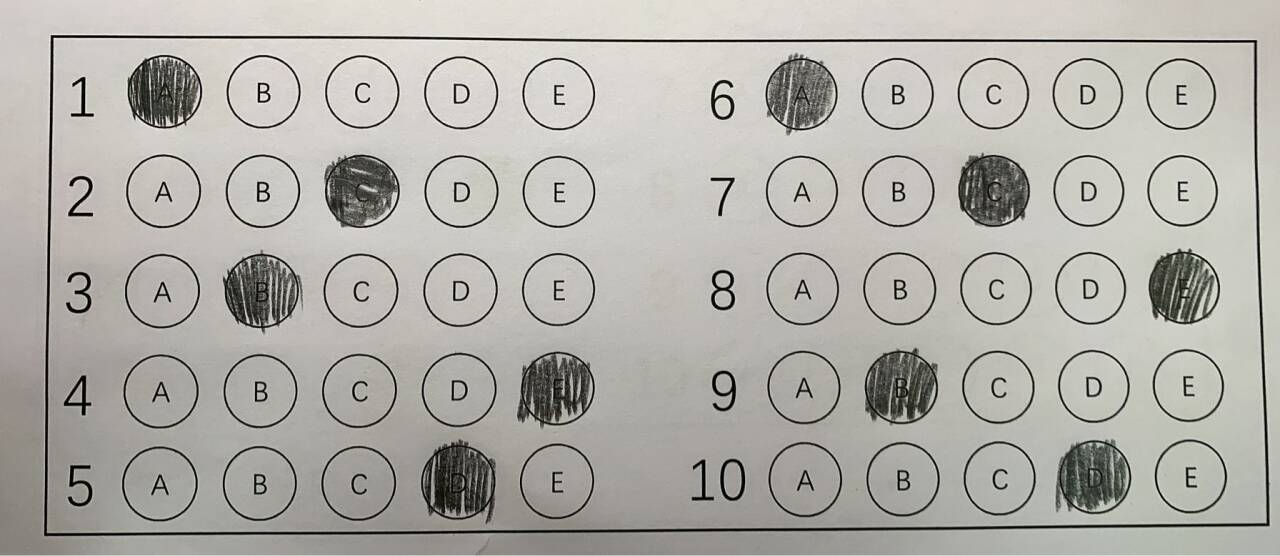 1 A B C D E 6 A B C D E
2 A B C D E 7 A B C D E
3 A B C D E 8 A B C D E
4 A B C D E 9 A B C D E
5 A B C D E 10 A B C D E